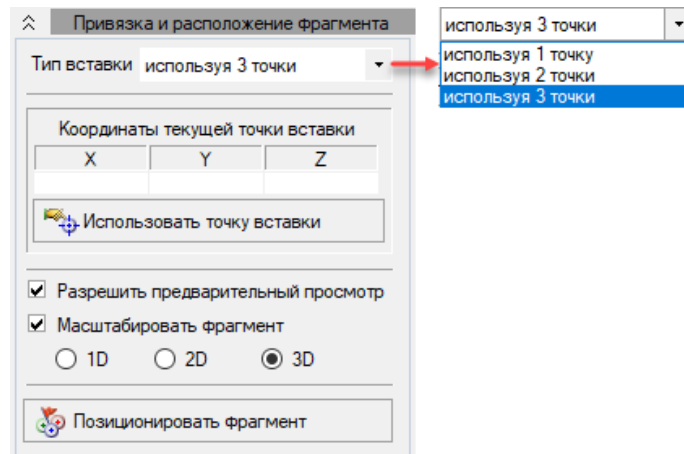 Привязка и расположение фрагмента
Тип вставки используя 3 точки
Координаты текущей точки вставки
X Y Z
Использовать точку вставки
Разрешить предварительный просмотр
Масштабировать фрагмент
1D 2D 3D
Позиционировать фрагмент
используя 3 точки
используя 1 точку
используя 2 точки
используя 3 точки